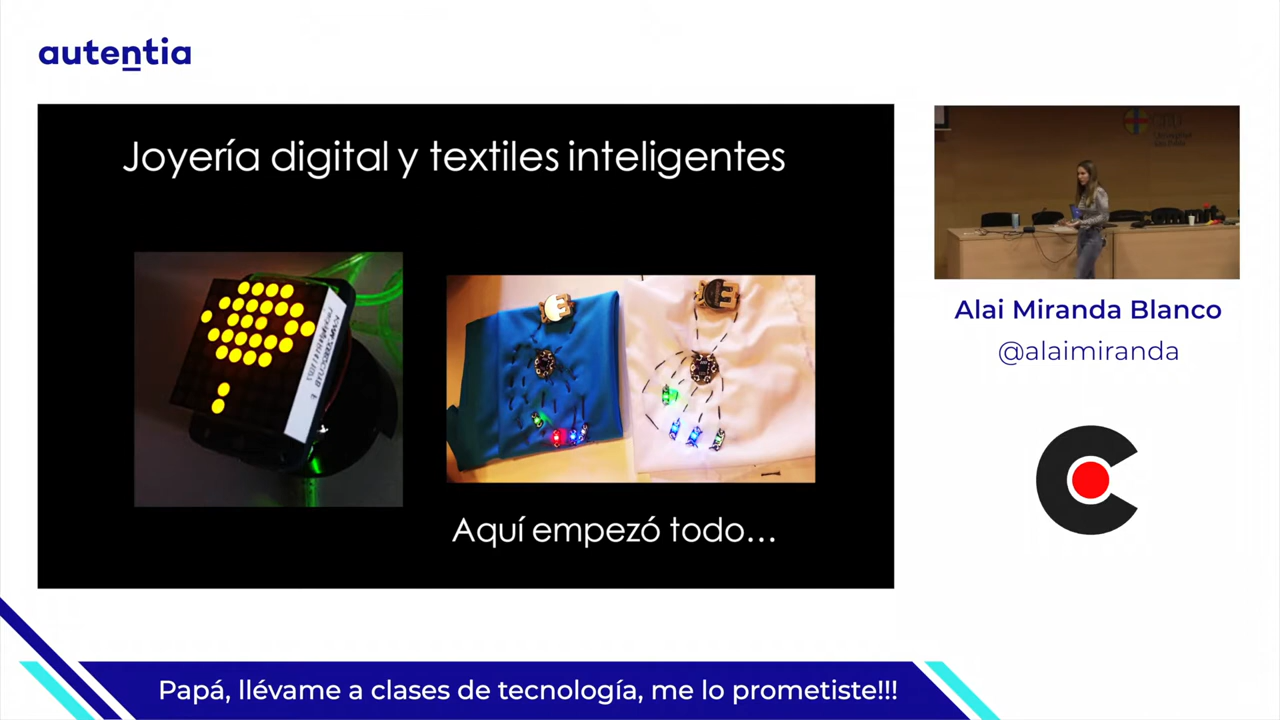 autentia
Joyería digital y textiles inteligentes
Aquí empezó todo...
CEU
Alai Miranda Blanco
@alaimiranda
Papá, llévame a clases de tecnología, me lo prometiste!!!